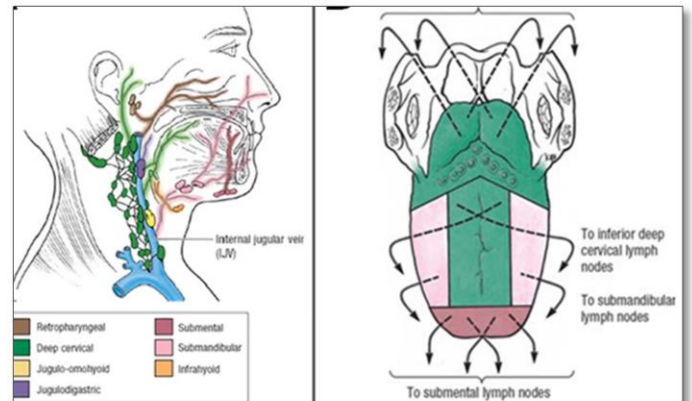 Internal jugular vein
(IJV)
Retropharyngeal
Deep cervical
Jugulo-omohyoid
Jugulodigastric
Submental
Submandibular
Infrahyoid
To inferior deep
cervical lymph
nodes
To submandibular
lymph nodes
To submental lymph nodes